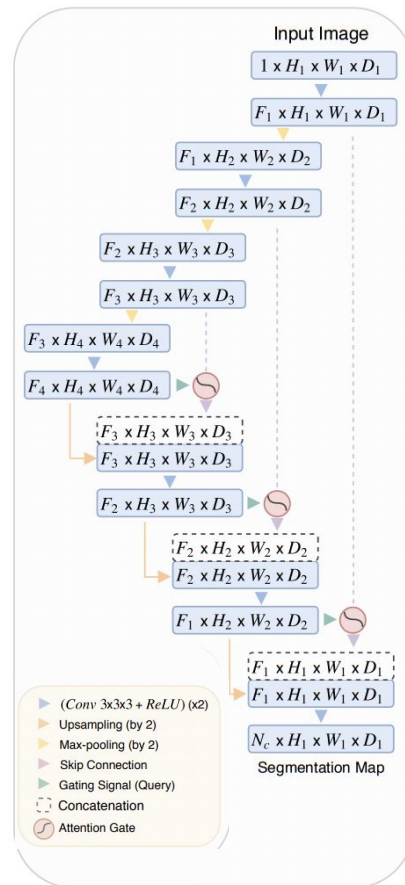 Input Image
1 x H₁ x W₁ x D₁
F₁ x H₁ x W₁ x D₁
F₁ x H₂ x W₂ x D₂
F₂ x H₂ x W₂ x D₂
F₂ x H₃ x W₃ x D₃
F₃ x H₃ x W₃ x D₃
F₃ x H₄ x W₄ x D₄
F₄ x H₄ x W₄ x D₄
F₃ x H₃ x W₃ x D₃
F₃ x H₃ x W₃ x D₃
F₂ x H₃ x W₃ x D₃
F₂ x H₂ x W₂ x D₂
F₂ x H₂ x W₂ x D₂
F₁ x H₂ x W₂ x D₂
F₁ x H₁ x W₁ x D₁
F₁ x H₁ x W₁ x D₁
N_c x H₁ x W₁ x D₁
Segmentation Map
(Conv 3x3x3 + ReLU) (x2)
Upsampling (by 2)
Max-pooling (by 2)
Skip Connection
Gating Signal (Query)
Concatenation
Attention Gate